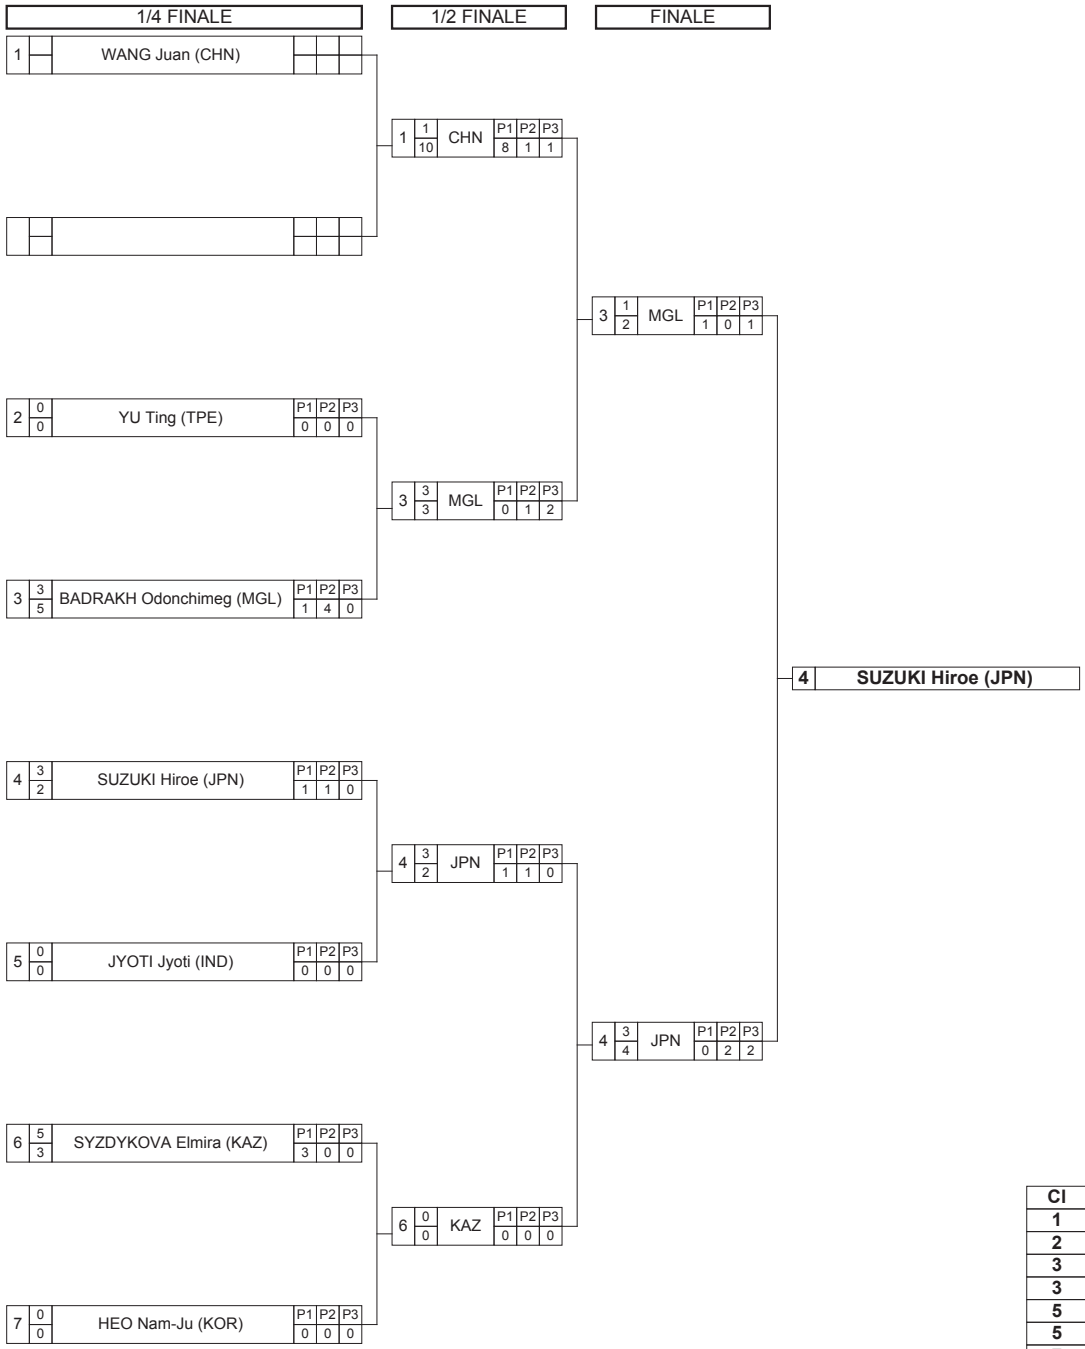 1/4 FINALE 1/2 FINALE FINALE
1 WANG Juan (CHN)
1 1 CHN P1 P2 P3
10 8 1 1
3 1 MGL P1 P2 P3
2 1 0 1
2 0 YU Ting (TPE) P1 P2 P3
0 0 0 0
3 3 MGL P1 P2 P3
3 0 1 2
3 3 BADRAKH Odonchimeg (MGL) P1 P2 P3
5 1 4 0
4 SUZUKI Hiroe (JPN)
4 3 SUZUKI Hiroe (JPN) P1 P2 P3
2 1 1 0
4 3 JPN P1 P2 P3
2 1 1 0
5 0 JYOTI Jyoti (IND) P1 P2 P3
0 0 0 0
4 3 JPN P1 P2 P3
4 0 2 2
6 5 SYZDYKOVA Elmira (KAZ) P1 P2 P3
3 3 0 0
6 0 KAZ P1 P2 P3
0 0 0 0
7 0 HEO Nam-Ju (KOR) P1 P2 P3
0 0 0 0
Cl
1
2
3
3
5
5